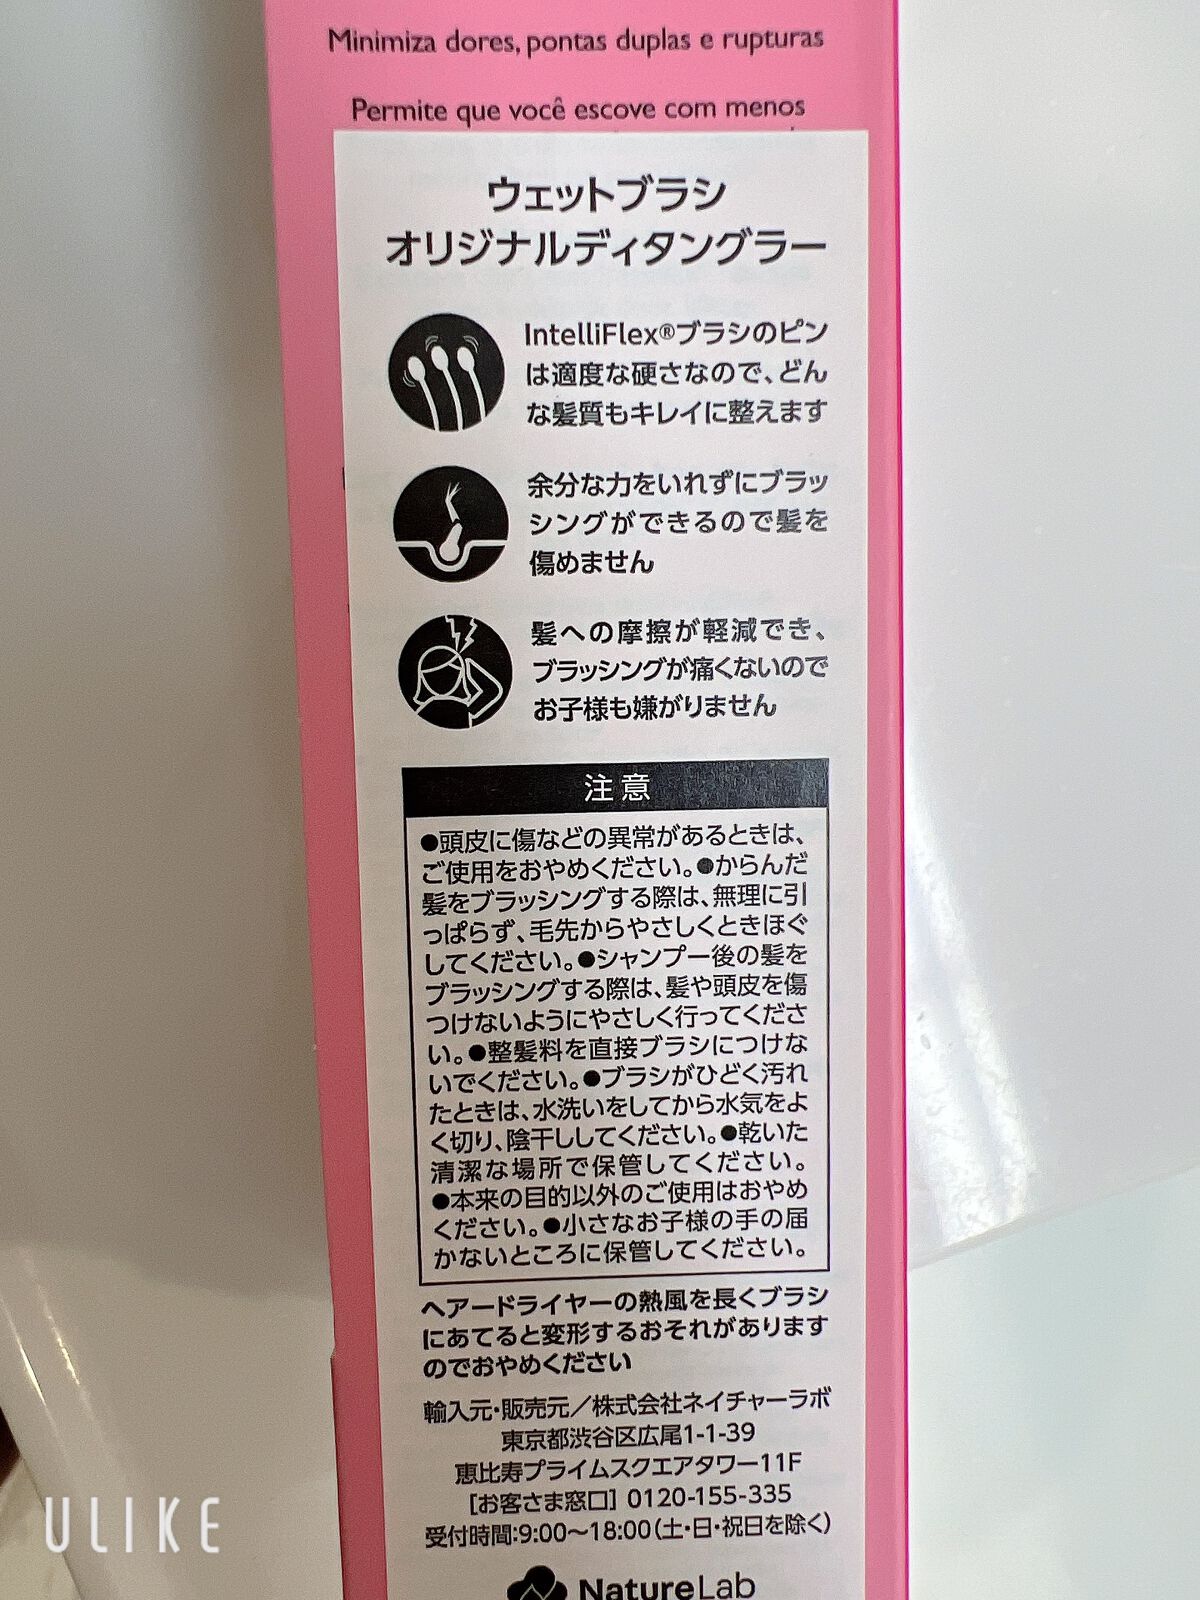 Minimiza dores, pontas duplas e rupturas
Permite que você escove com menos
ウェットブラシ
オリジナルディタングラー
IntelliFlex®ブラシのピン
は適度な硬さなので、どん
な髪質もキレイに整えます
余分な力をいれずにブラッ
シングができるので髪を
傷めません
髪への摩擦が軽減でき、
ブラッシングが痛くないので
お子様も嫌がりません
注意
●頭皮に傷などの異常があるときは、
ご使用をおやめください。●からんだ
髪をブラッシングする際は、無理に引
っぱらず、毛先からやさしくときほぐ
してください。●シャンプー後の髪を
ブラッシングする際は、髪や頭皮を傷
つけないようにやさしく行ってくださ
い。●整髪料を直接ブラシにつけな
いでください。●ブラシがひどく汚れ
たときは、水洗いをしてから水気をよ
く切り、陰干ししてください。●乾いた
清潔な場所で保管してください。
●本来の目的以外のご使用はおやめ
ください。●小さなお子様の手の届
かないところに保管してください。
ヘアードライヤーの熱風を長くブラシ
にあてると変形するおそれがあります
のでおやめください
輸入元・販売元／株式会社ネイチャーラボ
東京都渋谷区広尾1-1-39
恵比寿プライムスクエアタワー11F
［お客さま窓口］0120-155-335
受付時間:9:00〜18:00(土・日・祝日を除く)
NatureLab
ULIKE